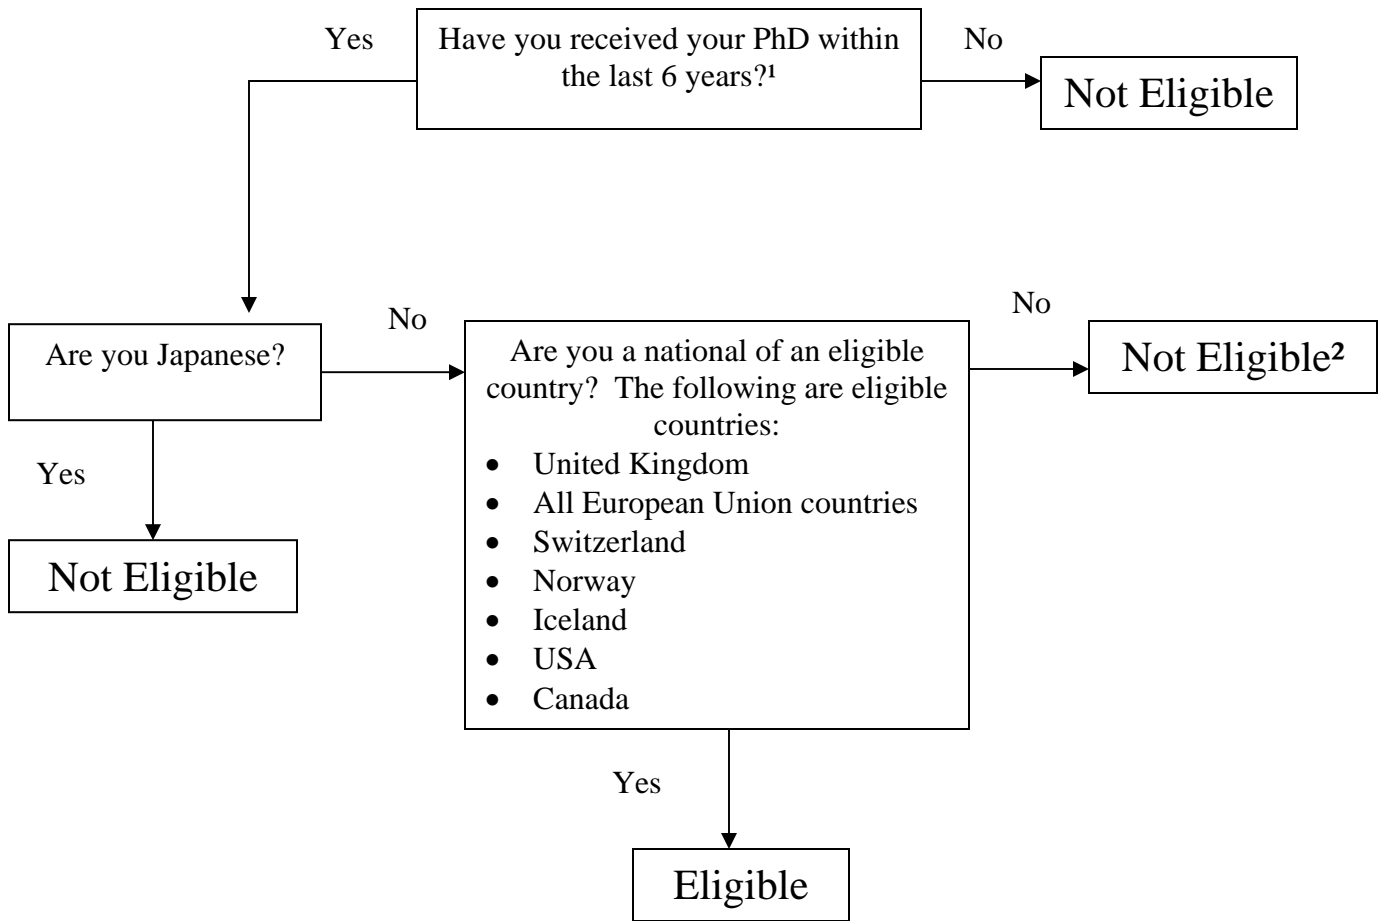 Yes
Have you received your PhD within
the last 6 years?¹
No
Not Eligible
Are you Japanese?
No
Are you a national of an eligible
country?  The following are eligible
countries:
• United Kingdom
• All European Union countries
• Switzerland
• Norway
• Iceland
• USA
• Canada
No
Not Eligible²
Yes
Not Eligible
Yes
Eligible